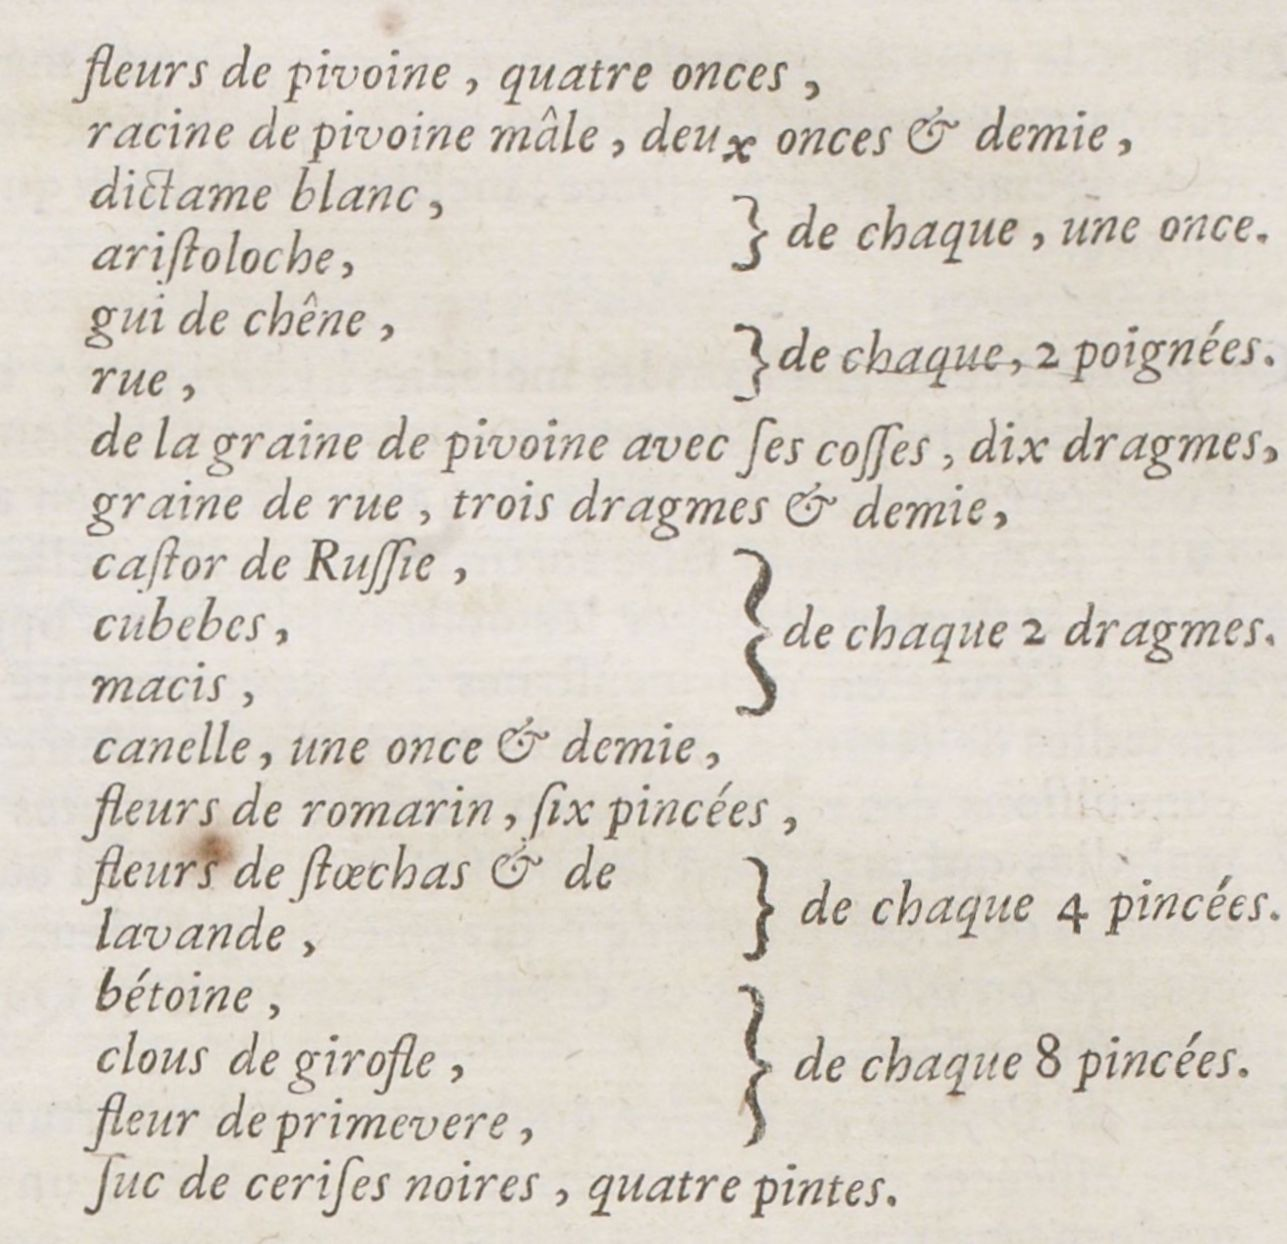 fleurs de pivoine, quatre onces,
racine de pivoine mâle, deux onces & demie,
dictame blanc,
ariſtoloche,
} de chaque, une once.
gui de chêne,
rue,
} de chaque, 2 poignées.
de la graine de pivoine avec ſes coſſes, dix dragmes,
graine de rue, trois dragmes & demie,
caſtor de Ruſſie,
cubebes,
macis,
} de chaque 2 dragmes.
canelle, une once & demie,
fleurs de romarin, ſix pincées,
fleurs de ſtœchas & de
lavande,
} de chaque 4 pincées.
bétoine,
clous de girofle,
fleur de primevere,
} de chaque 8 pincées.
ſuc de ceriſes noires, quatre pintes.